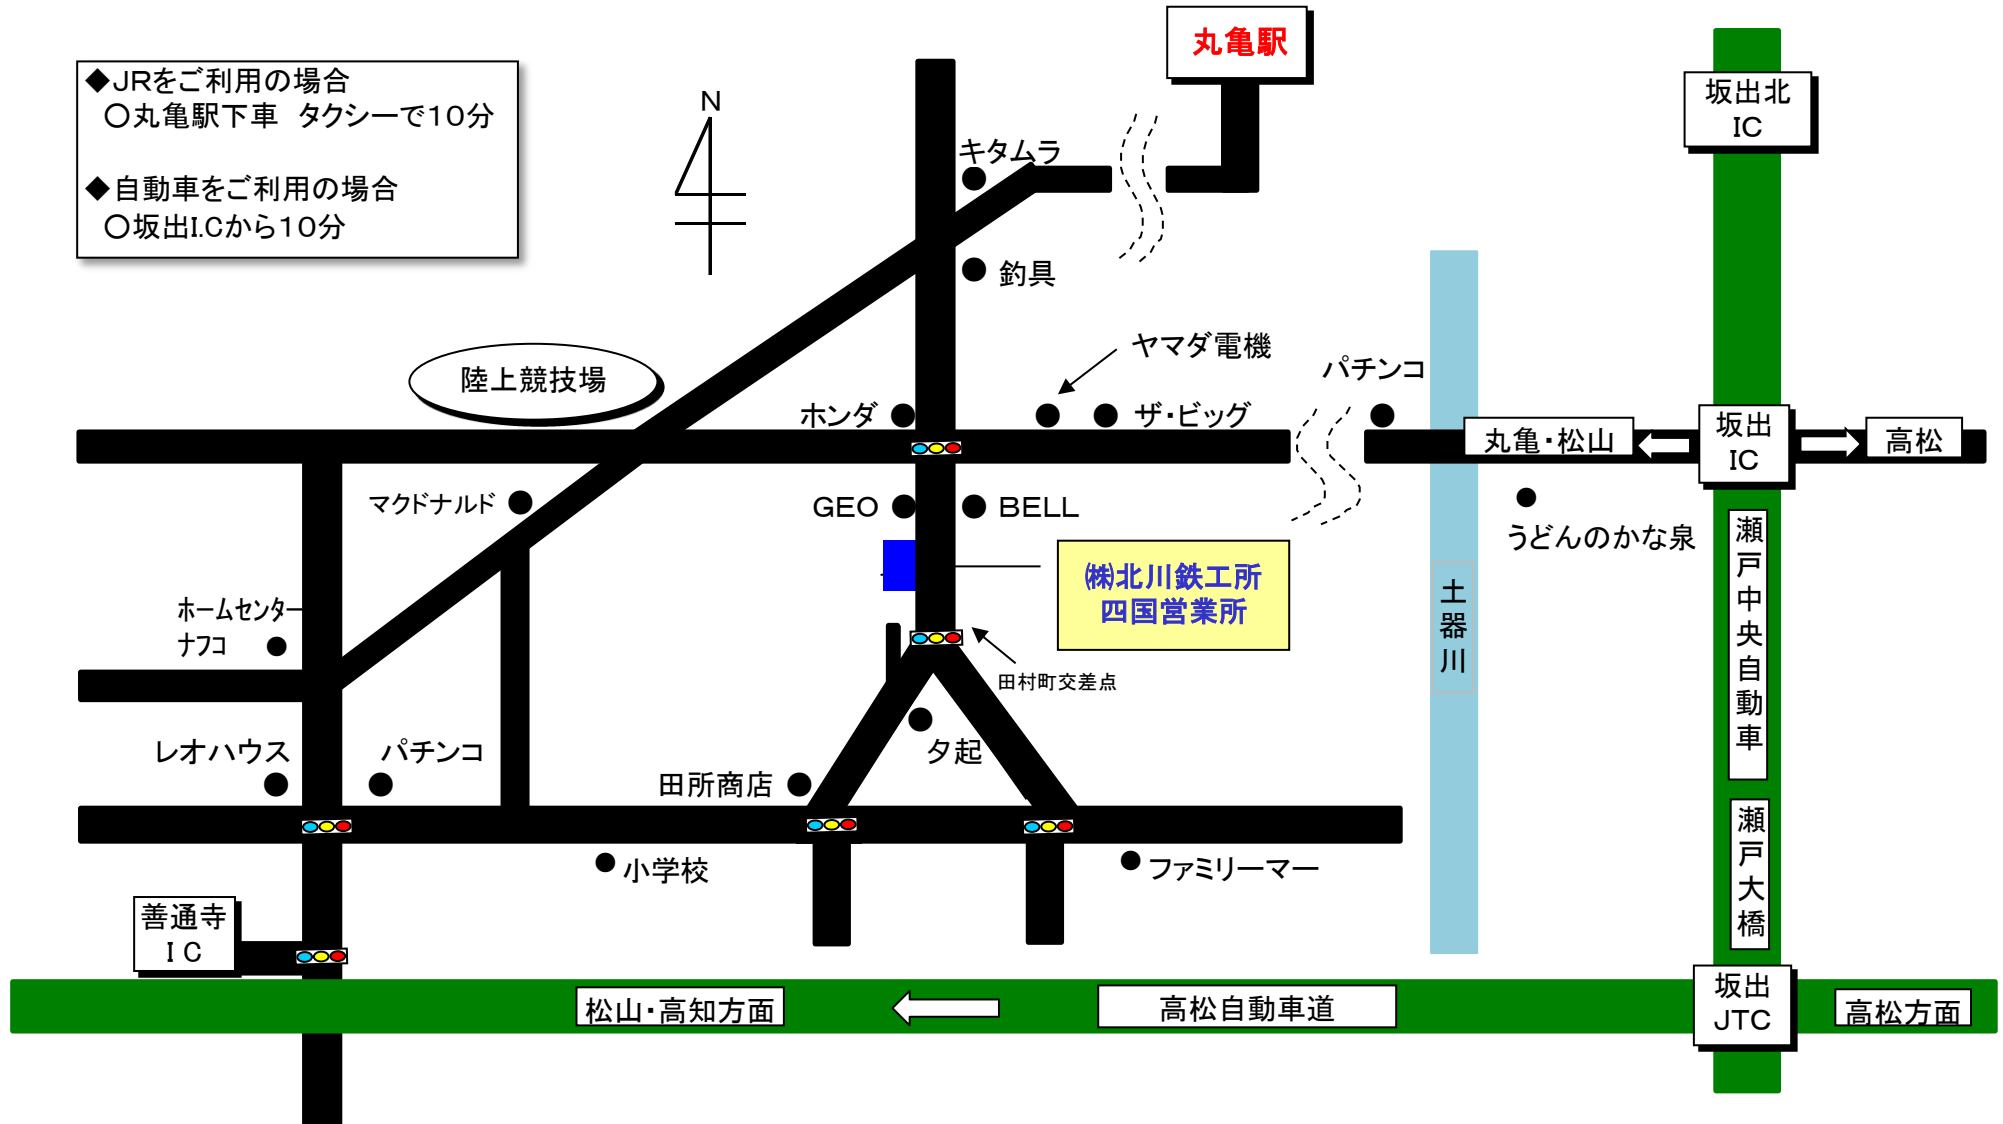 ◆JRをご利用の場合
○丸亀駅下車 タクシーで10分
◆自動車をご利用の場合
○坂出I.Cから10分
N
丸亀駅
坂出北
IC
キタムラ
釣具
ヤマダ電機
陸上競技場
ホンダ
ザ・ビッグ
パチンコ
丸亀・松山
坂出
IC
高松
マクドナルド
GEO
BELL
うどんのかな泉
㈱北川鉄工所
四国営業所
土器川
瀬戸中央自動車
ホームセンター
ナフコ
田村町交差点
レオハウス
パチンコ
田所商店
夕起
瀬戸大橋
小学校
ファミリーマー
善通寺
IC
松山・高知方面
高松自動車道
坂出
JTC
高松方面